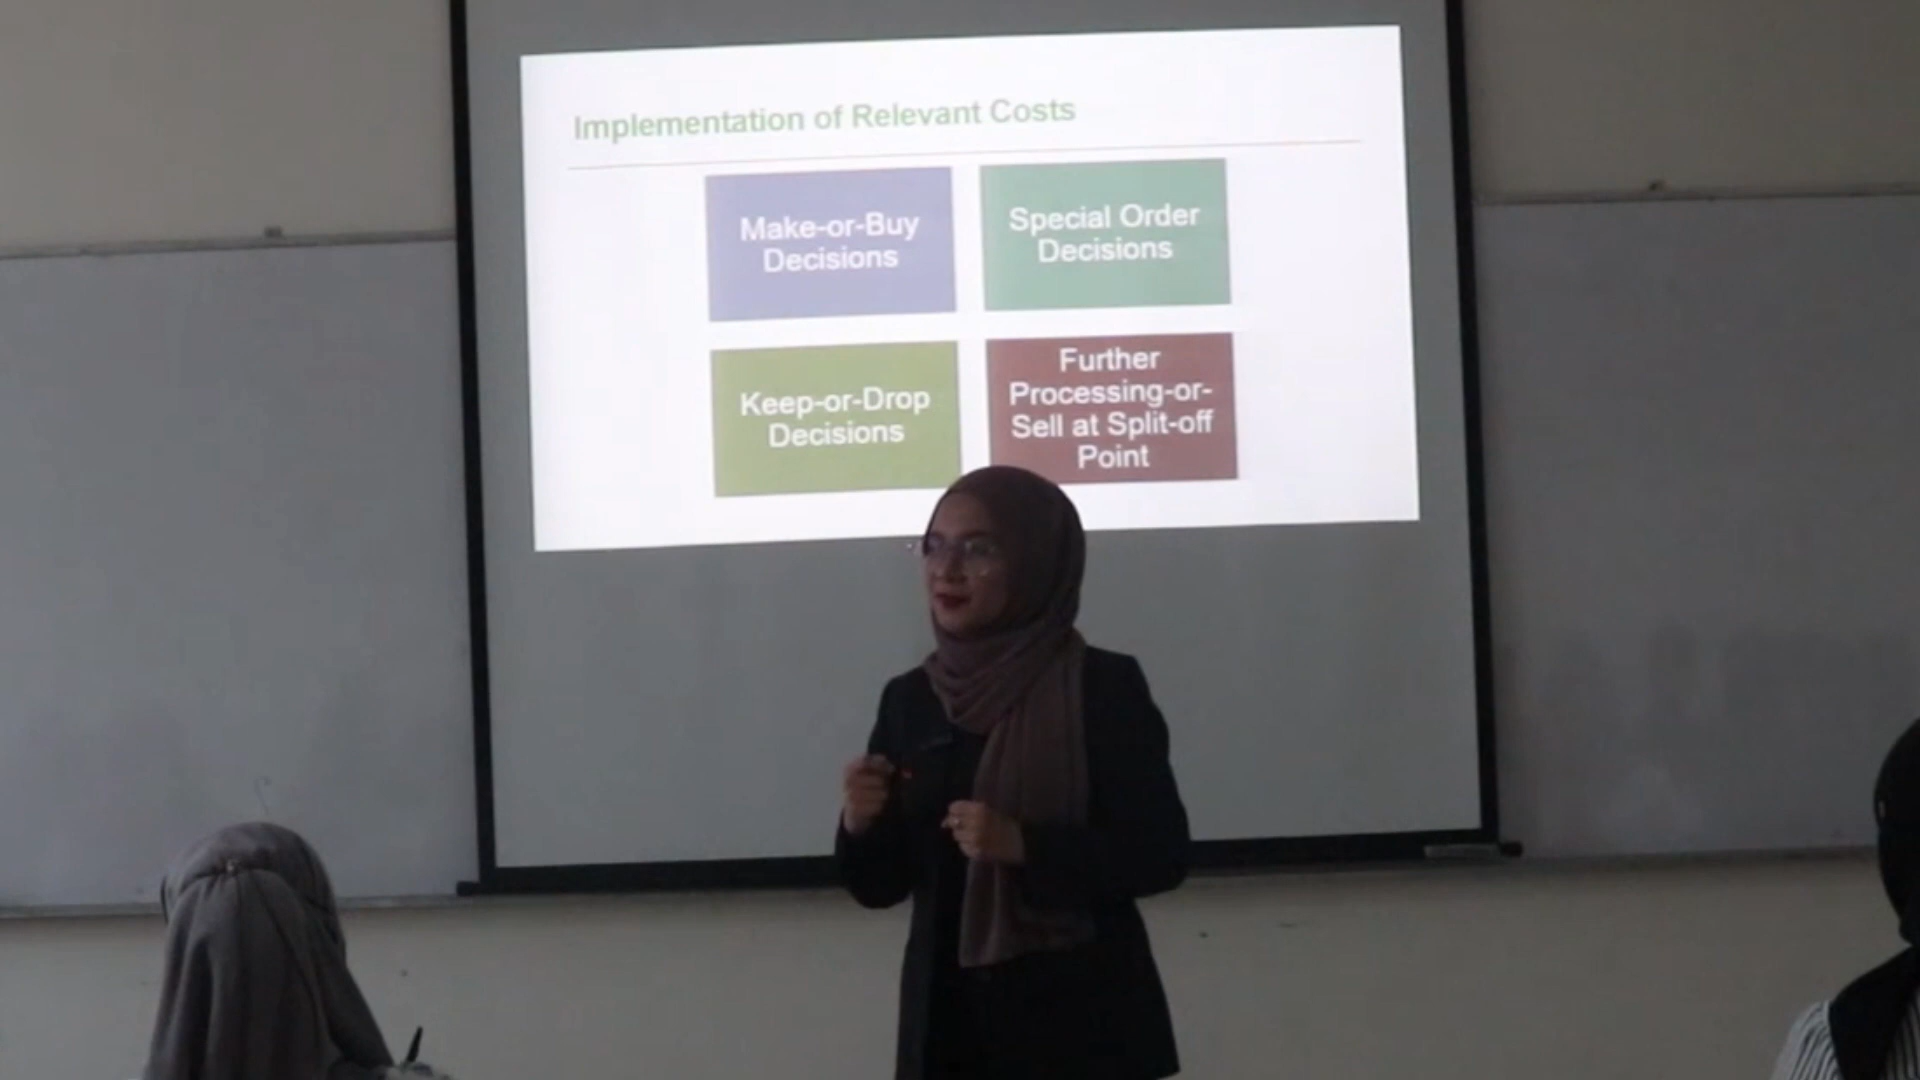 Implementation of Relevant Costs
Make-or-Buy
Decisions
Special Order
Decisions
Keep-or-Drop
Decisions
Further
Processing-or-
Sell at Split-off
Point